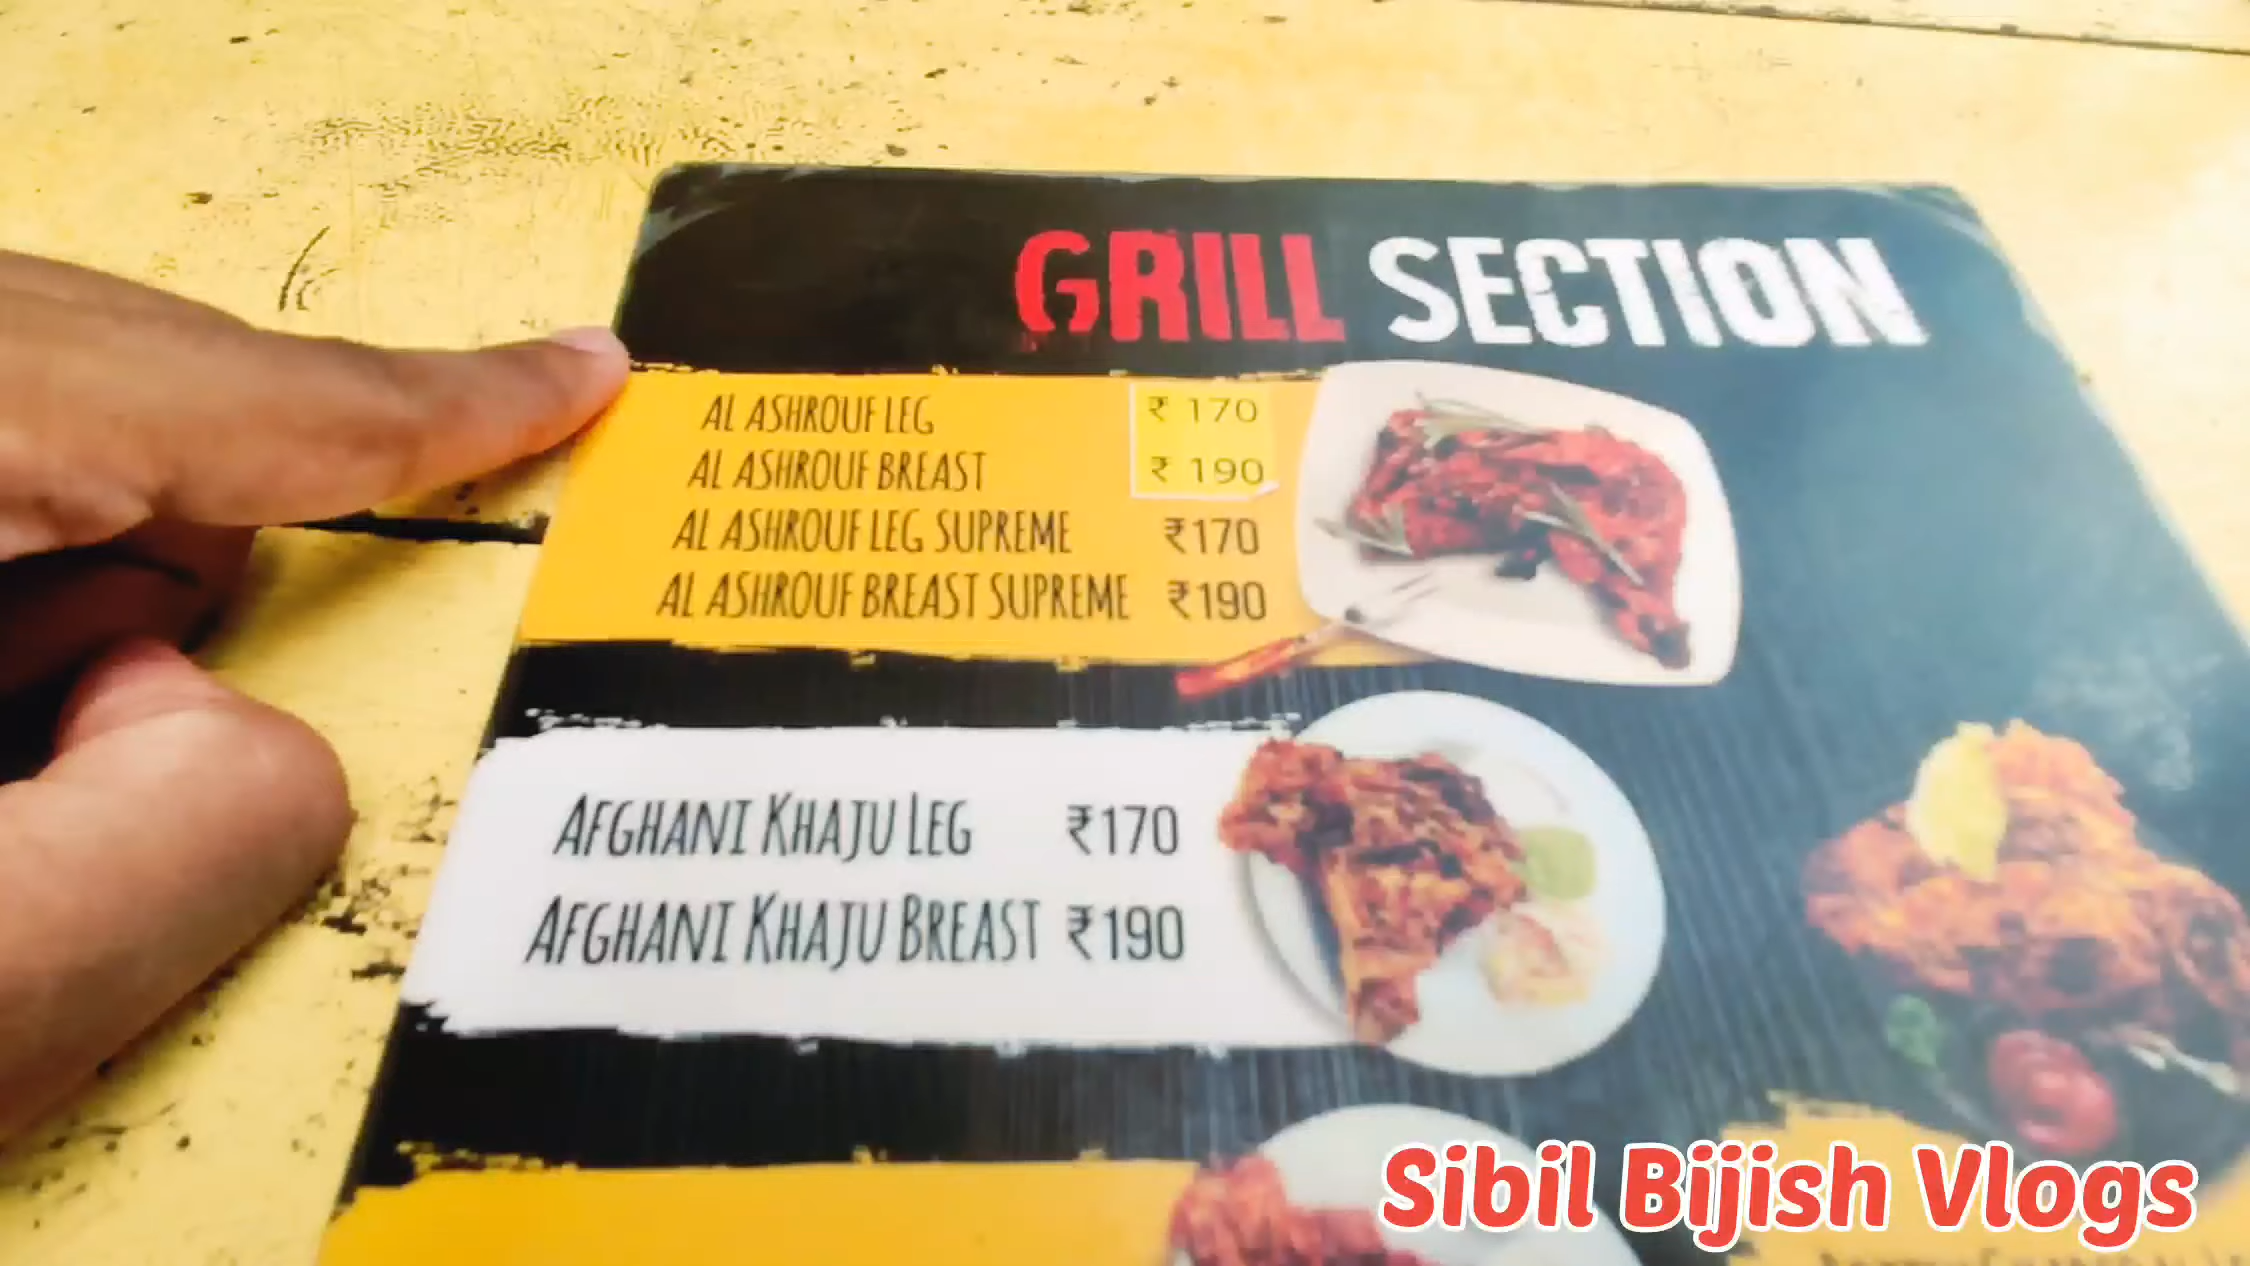 GRILL SECTION
AL ASHROUF LEG ₹ 170
AL ASHROUF BREAST ₹ 190
AL ASHROUF LEG SUPREME ₹170
AL ASHROUF BREAST SUPREME ₹190
AFGHANI KHAJU LEG ₹170
AFGHANI KHAJU BREAST ₹190
Sibil Bijish Vlogs